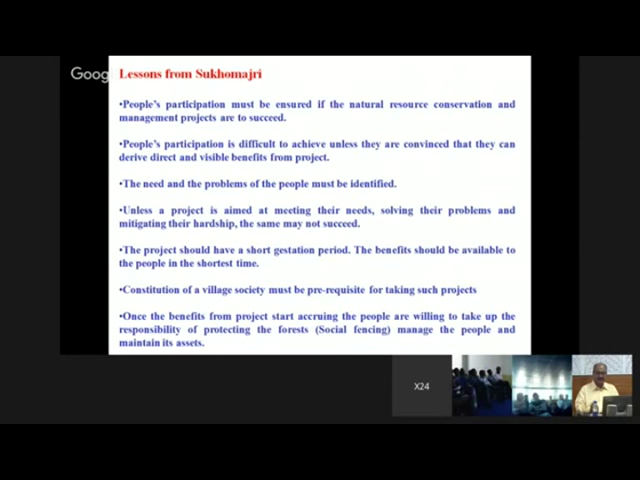 Goog
Lessons from Sukhomajri
•People's participation must be ensured if the natural resource conservation and
management projects are to succeed.
•People's participation is difficult to achieve unless they are convinced that they can
derive direct and visible benefits from project.
•The need and the problems of the people must be identified.
•Unless a project is aimed at meeting their needs, solving their problems and
mitigating their hardship, the same may not succeed.
•The project should have a short gestation period. The benefits should be available to
the people in the shortest time.
•Constitution of a village society must be pre-requisite for taking such projects
•Once the benefits from project start accruing the people are willing to take up the
responsibility of protecting the forests (Social fencing) manage the people and
maintain its assets.
X24